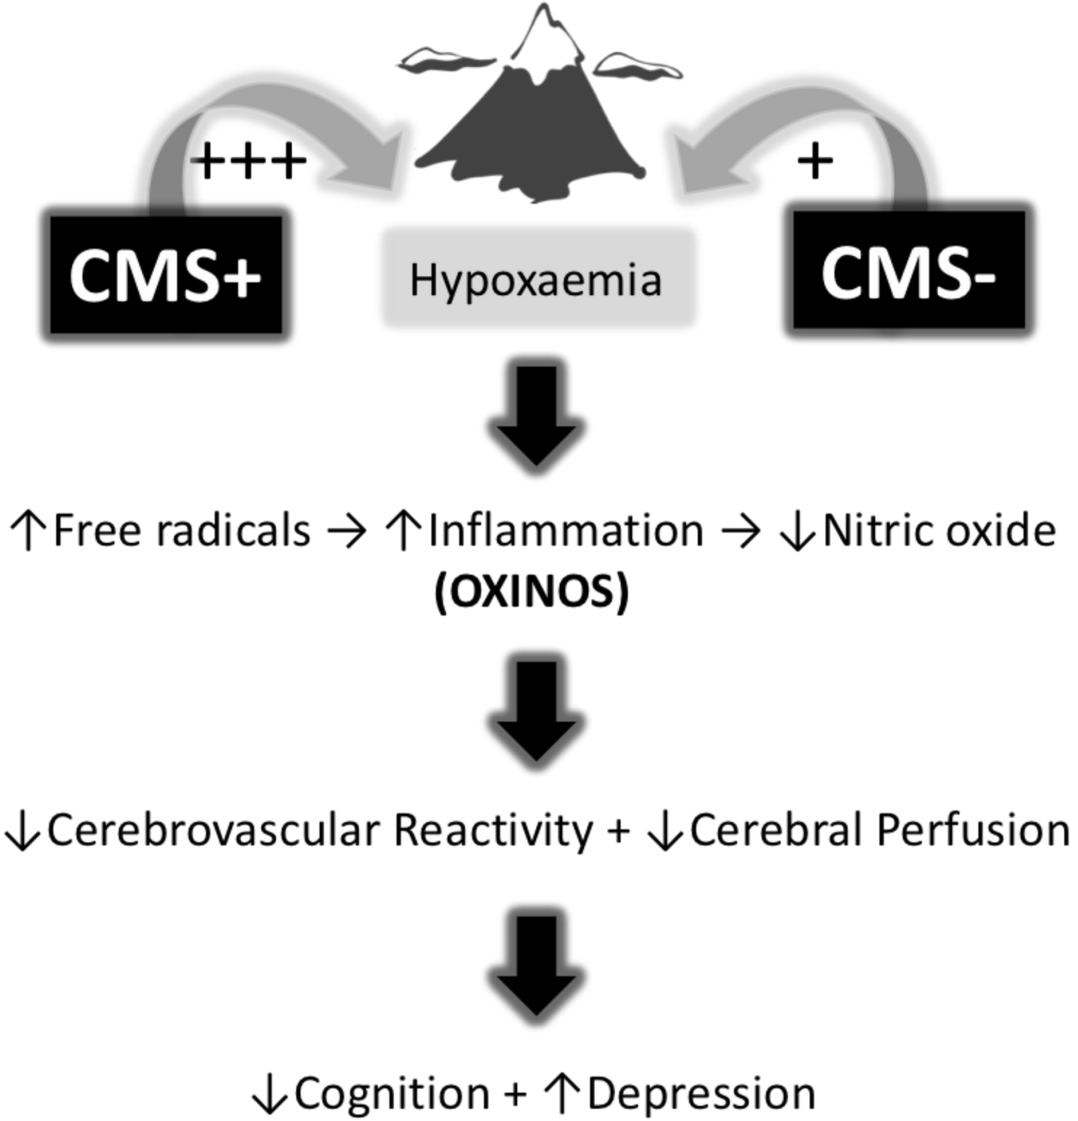 +++
+
CMS+
Hypoxaemia
CMS-
↑Free radicals → ↑Inflammation → ↓Nitric oxide
(OXINOS)
↓Cerebrovascular Reactivity + ↓Cerebral Perfusion
↓Cognition + ↑Depression